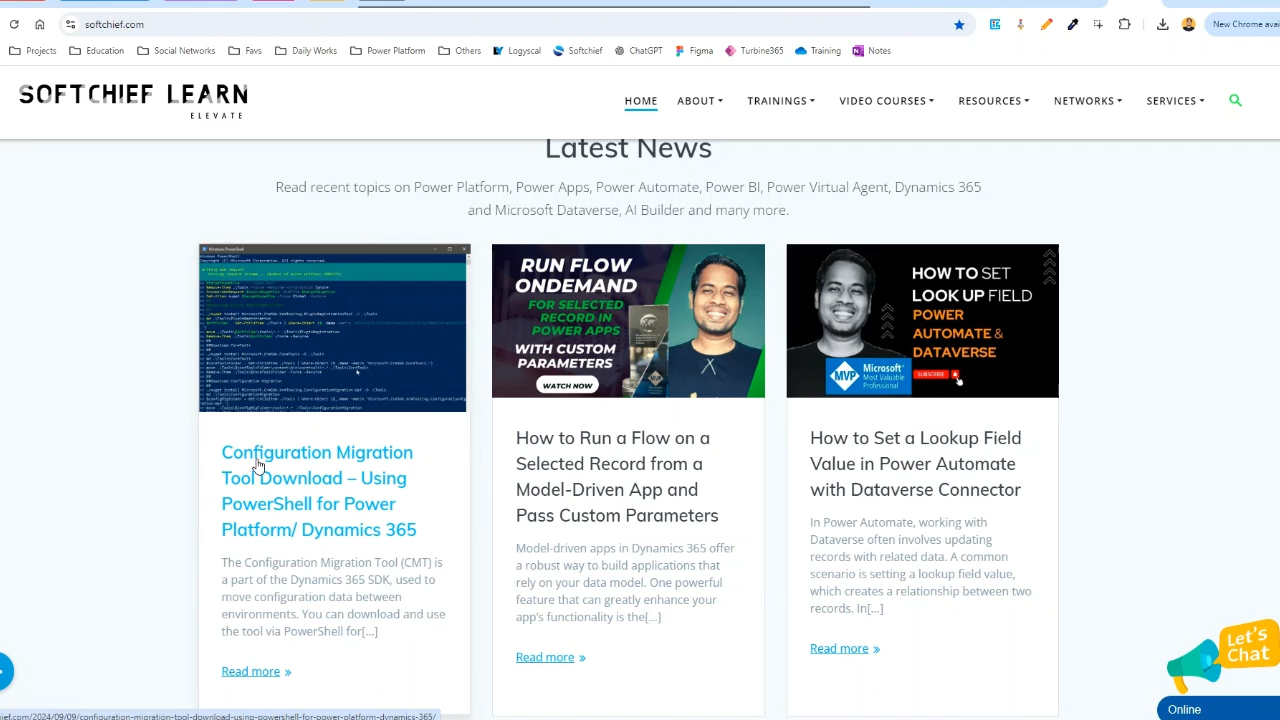 softchief.com
New Chrome avai
Projects
Education
Social Networks
Favs
Daily Works
Power Platform
Others
Logyscal
Softchief
ChatGPT
Figma
Turbine365
Training
Notes
SOFTCHIEF LEARN
ELEVATE
HOME
ABOUT
TRAININGS
VIDEO COURSES
RESOURCES
NETWORKS
SERVICES
Latest News
Read recent topics on Power Platform, Power Apps, Power Automate, Power BI, Power Virtual Agent, Dynamics 365
and Microsoft Dataverse, AI Builder and many more.
Windows PowerShell
RUN FLOW
ONDEMAND
FOR SELECTED
RECORD IN
POWER APPS
WITH CUSTOM
PARAMETERS
WATCH NOW
HOW TO SET
LOOK UP FIELD
POWER
AUTOMATE &
DATAVERSE
MVP
Microsoft
Most Valuable
Professional
SUBSCRIBE
Configuration Migration
Tool Download – Using
PowerShell for Power
Platform/ Dynamics 365
The Configuration Migration Tool (CMT) is
a part of the Dynamics 365 SDK, used to
move configuration data between
environments. You can download and use
the tool via PowerShell for[...]
Read more »
How to Run a Flow on a
Selected Record from a
Model-Driven App and
Pass Custom Parameters
Model-driven apps in Dynamics 365 offer
a robust way to build applications that
rely on your data model. One powerful
feature that can greatly enhance your
app's functionality is the[...]
Read more »
How to Set a Lookup Field
Value in Power Automate
with Dataverse Connector
In Power Automate, working with
Dataverse often involves updating
records with related data. A common
scenario is setting a lookup field value,
which creates a relationship between two
records. In[...]
Read more »
Let's
Chat
Online
hief.com/2024/09/09/configuration-migration-tool-download-using-powershell-for-power-platform-dynamics-365/